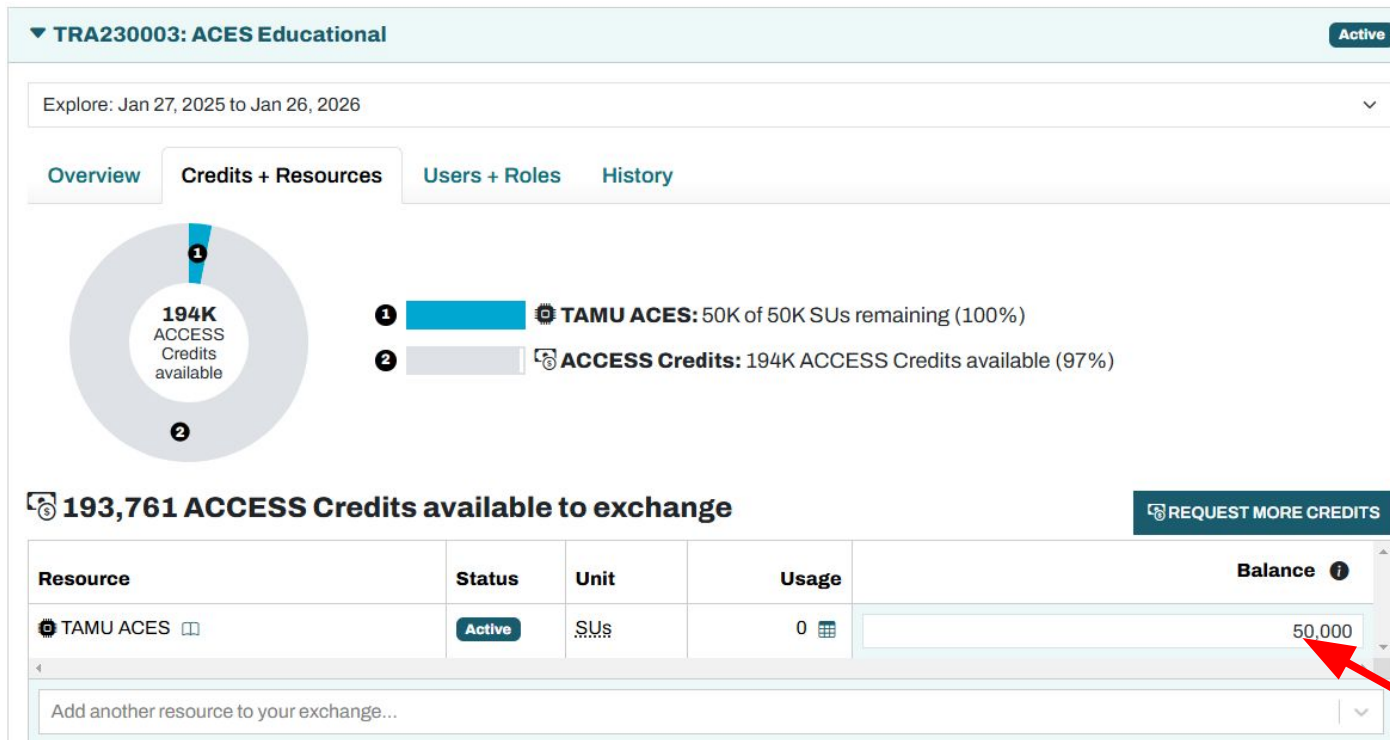 TRA230003: ACES Educational
Active
Explore: Jan 27, 2025 to Jan 26, 2026
Overview Credits + Resources Users + Roles History
1
194K
ACCESS
Credits
available
2
1 TAMU ACES: 50K of 50K SUs remaining (100%)
2 ACCESS Credits: 194K ACCESS Credits available (97%)
193,761 ACCESS Credits available to exchange
REQUEST MORE CREDITS
Resource Status Unit Usage Balance i
TAMU ACES Active SUs 0 50,000
Add another resource to your exchange...